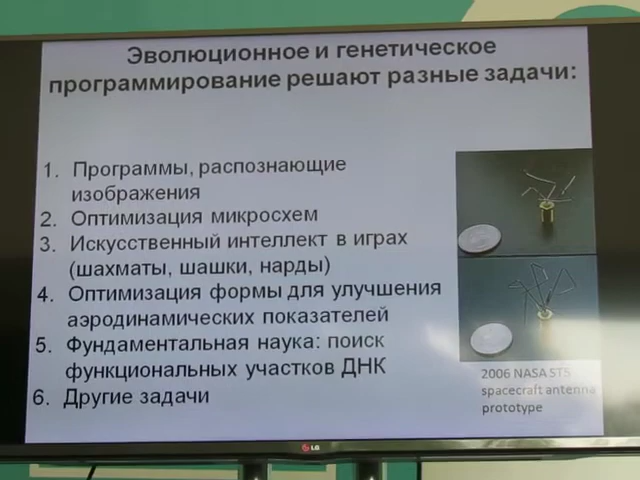 Эволюционное и генетическое
программирование решают разные задачи:
1. Программы, распознающие
изображения
2. Оптимизация микросхем
3. Искусственный интеллект в играх
(шахматы, шашки, нарды)
4. Оптимизация формы для улучшения
аэродинамических показателей
5. Фундаментальная наука: поиск
функциональных участков ДНК
6. Другие задачи
2006 NASA ST5
spacecraft antenna
prototype
LG